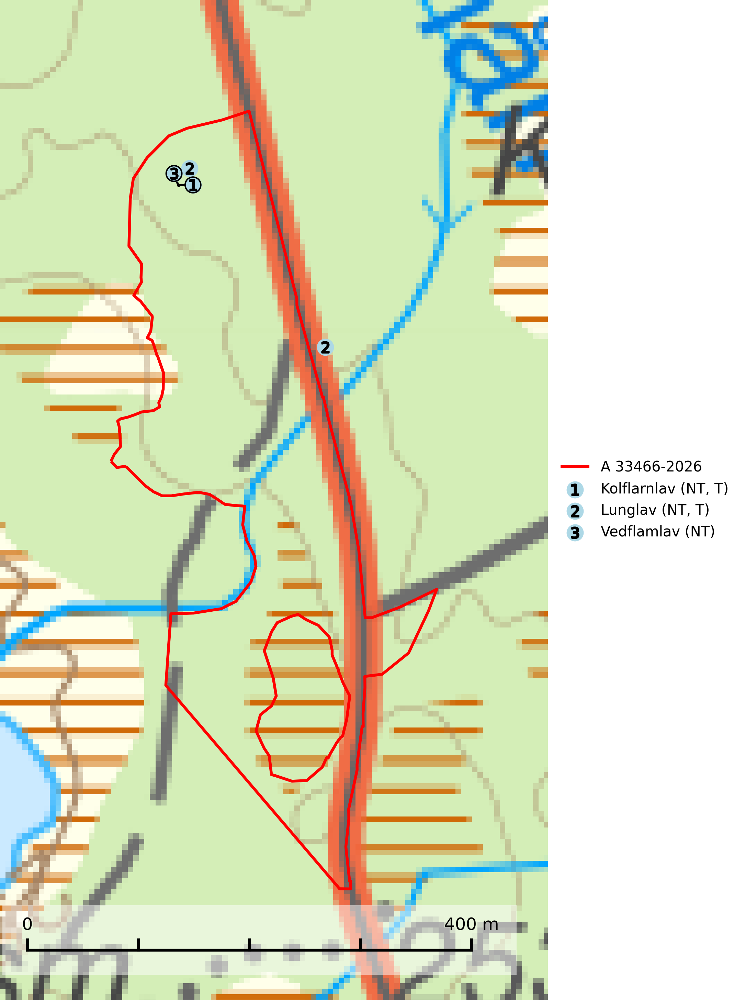 3 2
1
2
A 33466-2026
1 Kolflarnlav (NT, T)
2 Lunglav (NT, T)
3 Vedflamlav (NT)
0 400 m